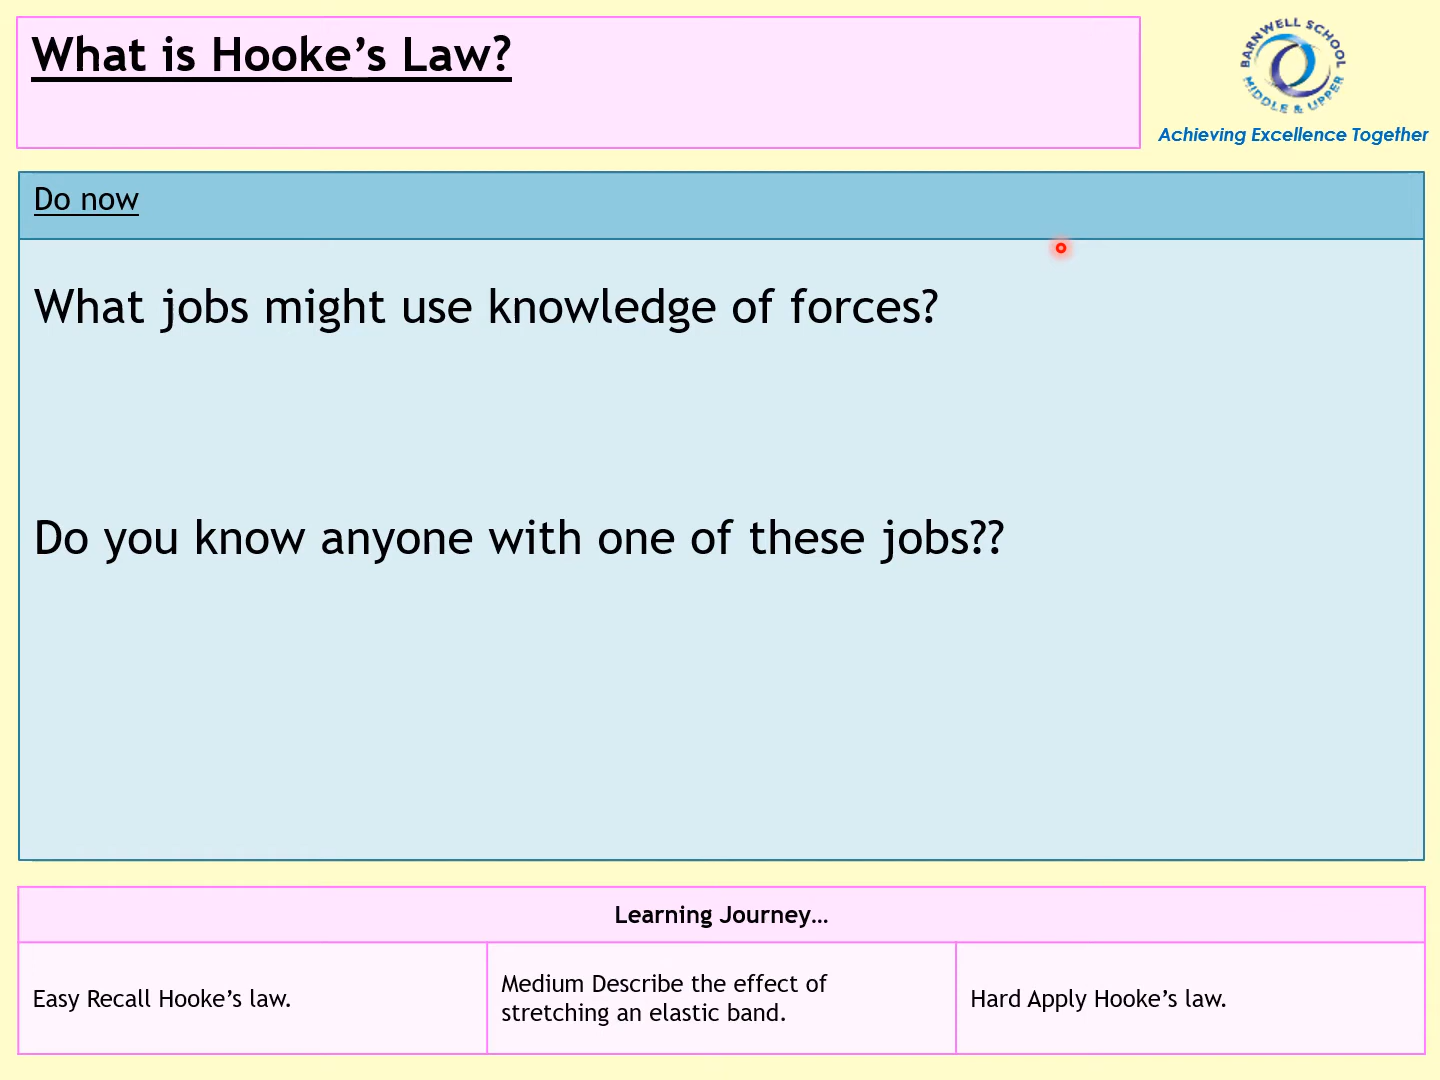 What is Hooke’s Law?
BARNWELL SCHOOL
MIDDLE & UPPER
Achieving Excellence Together
Do now
What jobs might use knowledge of forces?
Do you know anyone with one of these jobs??
Learning Journey…
Easy Recall Hooke’s law.
Medium Describe the effect of
stretching an elastic band.
Hard Apply Hooke’s law.